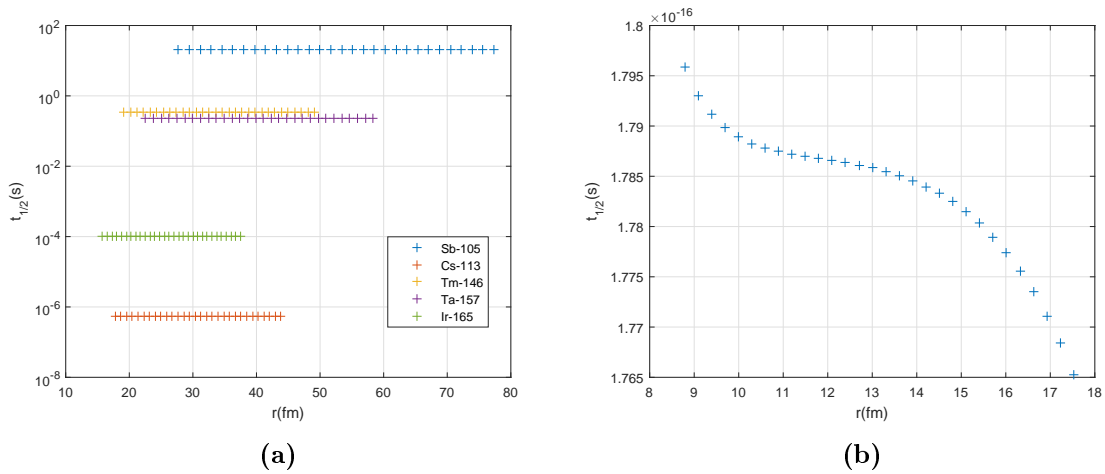 10^2
10^0
10^-2
10^-4
10^-6
10^-8
t_1/2(s)
10 20 30 40 50 60 70 80
r(fm)
Sb-105
Cs-113
Tm-146
Ta-157
Ir-165
(a)
×10^-16
1.8
1.795
1.79
1.785
1.78
1.775
1.77
1.765
t_1/2(s)
8 9 10 11 12 13 14 15 16 17 18
r(fm)
(b)